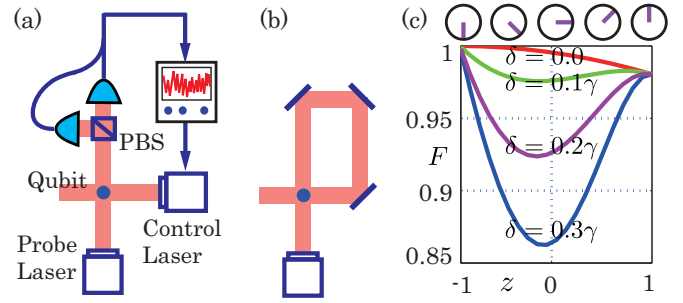 (a)
PBS
Qubit
Control
Laser
Probe
Laser
(b)
(c)
1
0.95
F
0.9
0.85
δ = 0.0
δ = 0.1γ
δ = 0.2γ
δ = 0.3γ
-1 z 0 1